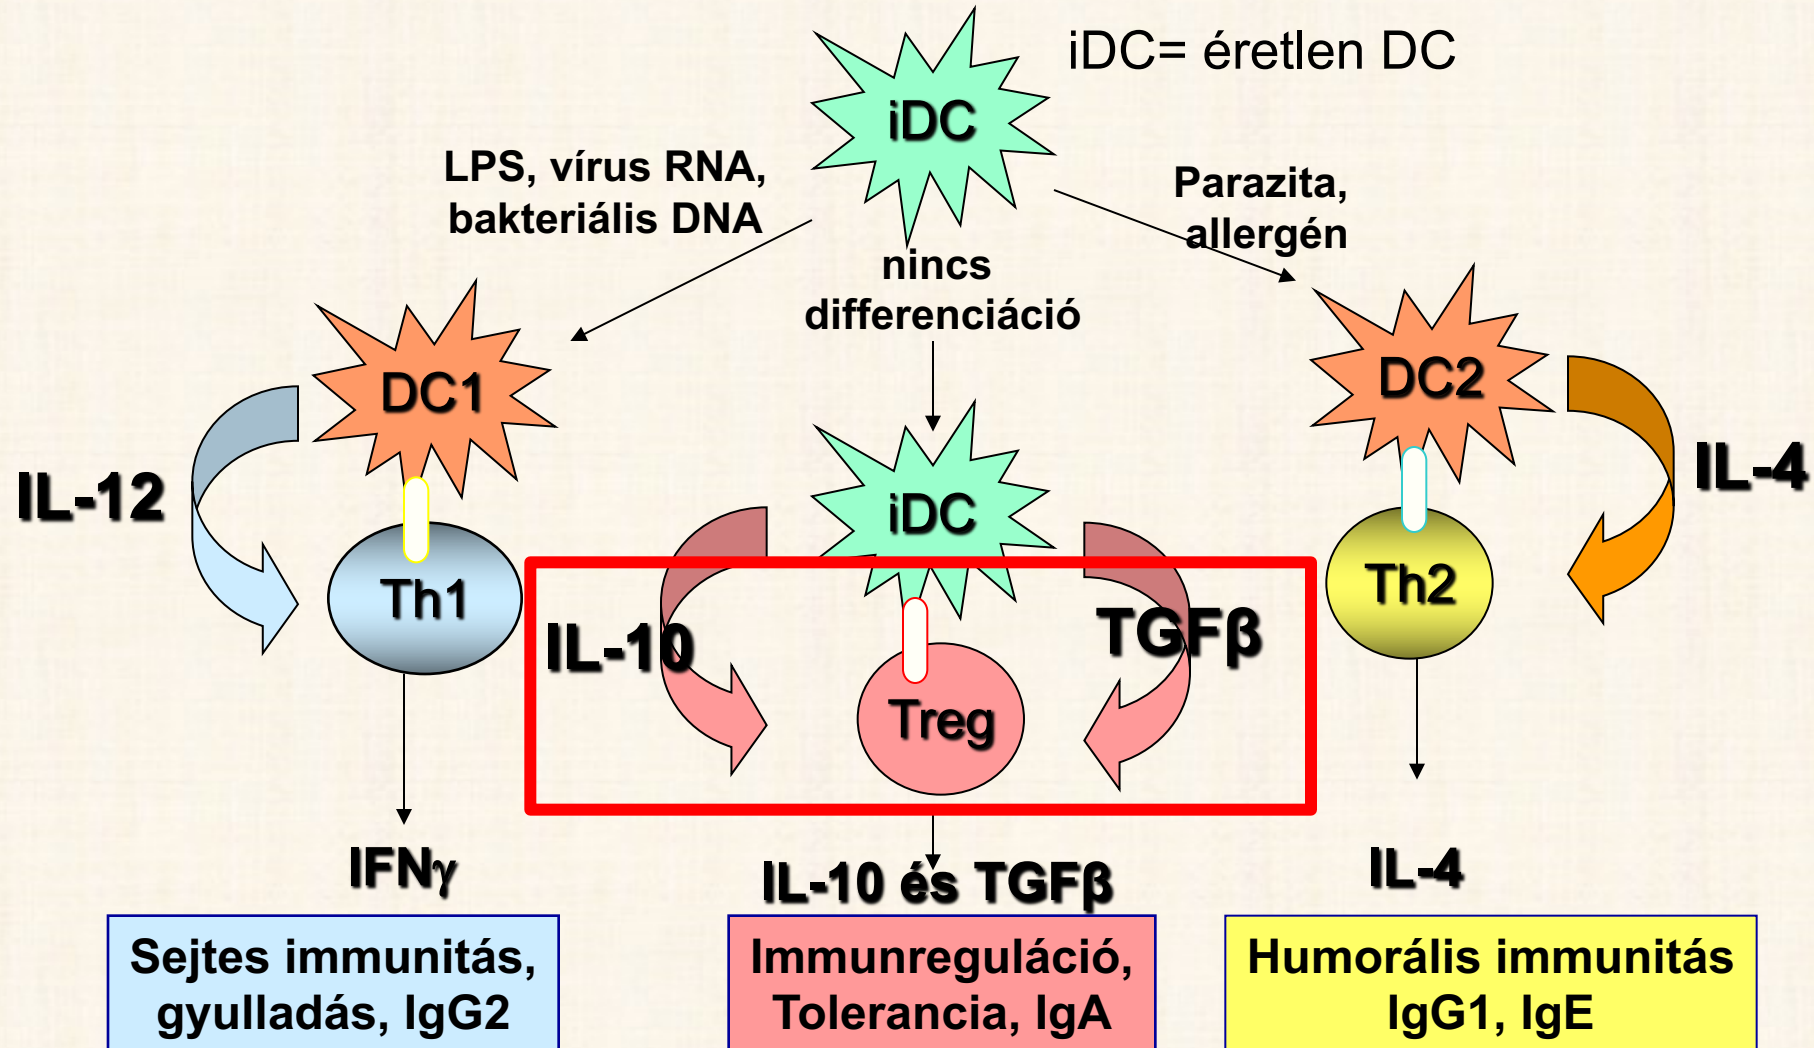 iDC= éretlen DC
iDC
LPS, vírus RNA,
bakteriális DNA
Parazita,
allergén
nincs
differenciáció
DC1
DC2
IL-12
IL-4
iDC
Th1
Th2
IL-10
TGFβ
Treg
IFNγ
IL-10 és TGFβ
IL-4
Sejtes immunitás,
gyulladás, IgG2
Immunreguláció,
Tolerancia, IgA
Humorális immunitás
IgG1, IgE